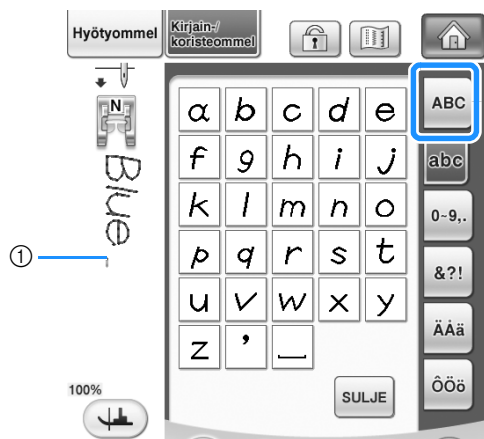 Hyötyommel
Kirjain-/
koristeommel
N
Blue
①
100%
a b c d e
f g h i j
k l m n o
p q r s t
u v w x y
z ’ _
SULJE
ABC
abc
0~9,.
&?!
ÄÅä
ÔÖö